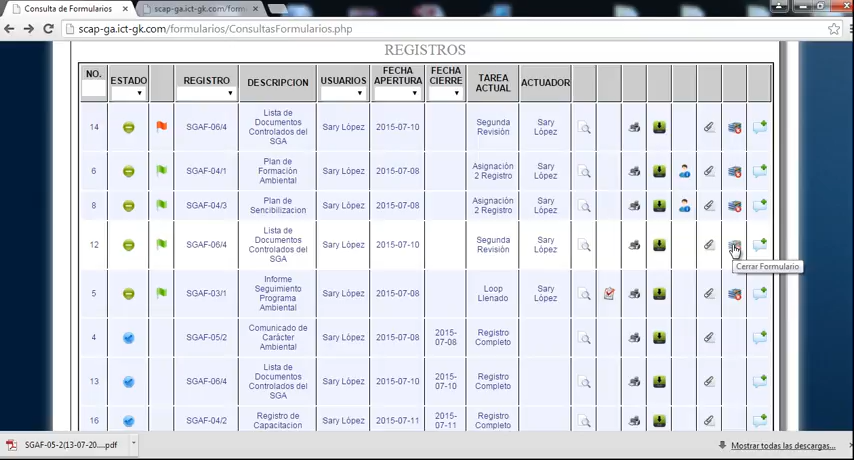 Consulta de Formularios
scap-ga.ict-gk.com/form
scap-ga.ict-gk.com/formularios/ConsultasFormularios.php
REGISTROS
NO. ESTADO REGISTRO DESCRIPCION USUARIOS FECHA APERTURA FECHA CIERRE TAREA ACTUAL ACTUADOR
14 SGAF-06/4 Lista de Documentos Controlados del SGA Sary López 2015-07-10 Segunda Revisión Sary López
6 SGAF-04/1 Plan de Formación Ambiental Sary López 2015-07-08 Asignación 2 Registro Sary López
8 SGAF-04/3 Plan de Sencibilizacion Sary López 2015-07-08 Asignación 2 Registro Sary López
12 SGAF-06/4 Lista de Documentos Controlados del SGA Sary López 2015-07-10 Segunda Revisión Sary López
Cerrar Formulario
5 SGAF-03/1 Informe Seguimiento Programa Ambiental Sary López 2015-07-08 Loop Llenado Sary López
4 SGAF-05/2 Comunicado de Carácter Ambiental Sary López 2015-07-08 2015-07-08 Registro Completo
13 SGAF-06/4 Lista de Documentos Controlados del SGA Sary López 2015-07-10 2015-07-10 Registro Completo
16 SGAF-04/2 Registro de Capacitacion Sary López 2015-07-11 2015-07-11 Registro Completo
SGAF-05-2(13-07-20....pdf
Mostrar todas las descargas...